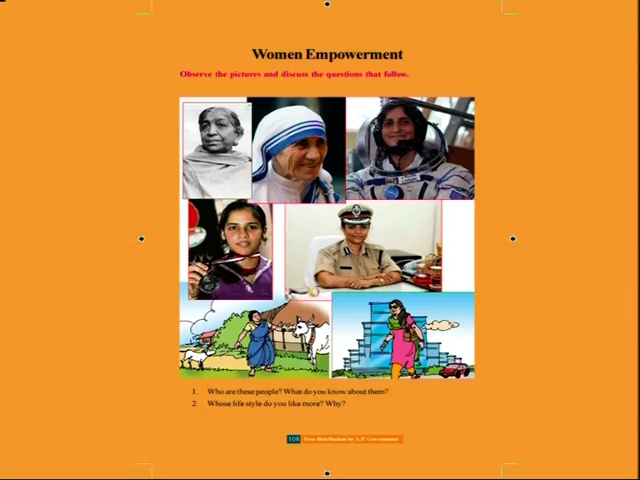 Women Empowerment
Observe the pictures and discuss the questions that follow.
1. Who are these people? What do you know about them?
2. Whose life style do you like more? Why?
108 Free distribution by A.P. Government